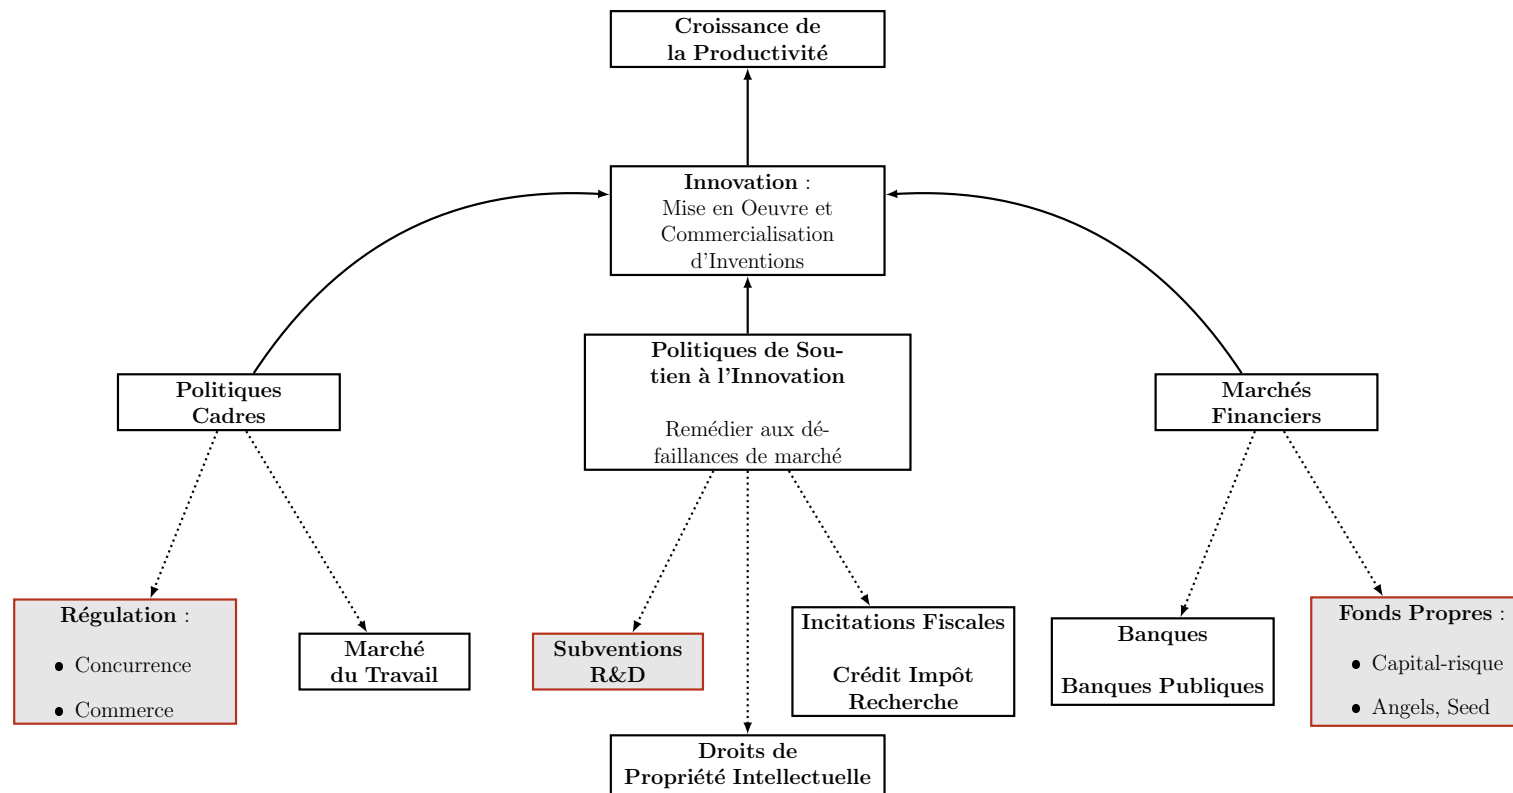 Croissance de
la Productivité
Innovation :
Mise en Oeuvre et
Commercialisation
d'Inventions
Politiques de Sou-
tien à l'Innovation
Remédier aux dé-
faillances de marché
Politiques
Cadres
Marchés
Financiers
Régulation :
• Concurrence
• Commerce
Marché
du Travail
Subventions
R&D
Incitations Fiscales
Crédit Impôt
Recherche
Banques
Banques Publiques
Fonds Propres :
• Capital-risque
• Angels, Seed
Droits de
Propriété Intellectuelle